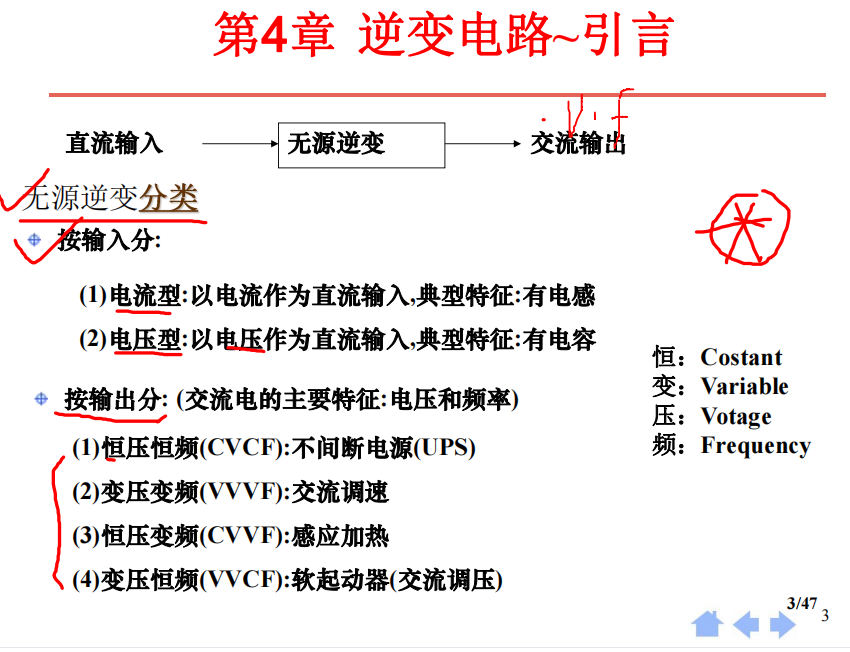 第4章 逆变电路~引言
V·f
直流输入
无源逆变
交流输出
无源逆变分类
按输入分:
(1)电流型:以电流作为直流输入,典型特征:有电感
(2)电压型:以电压作为直流输入,典型特征:有电容
恒：Costant
变：Variable
压：Votage
频：Frequency
按输出分: (交流电的主要特征:电压和频率)
(1)恒压恒频(CVCF):不间断电源(UPS)
(2)变压变频(VVVF):交流调速
(3)恒压变频(CVVF):感应加热
(4)变压恒频(VVCF):软起动器(交流调压)
3/47
3